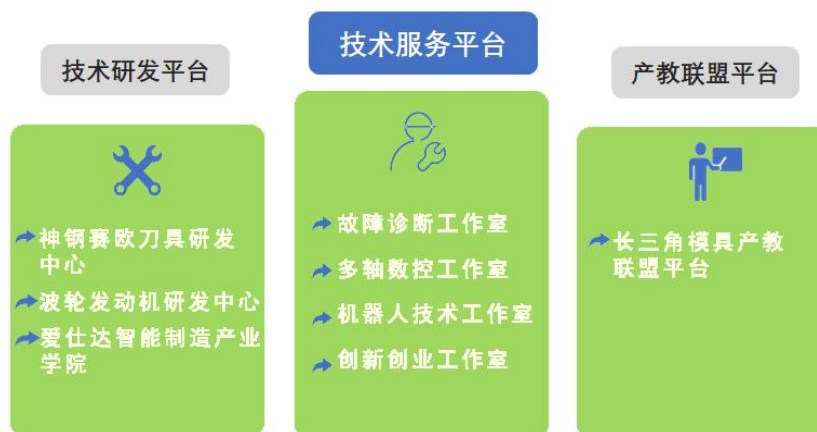 技术研发平台
神钢赛欧刀具研发
中心
波轮发动机研发中心
爱仕达智能制造产业
学院
技术服务平台
故障诊断工作室
多轴数控工作室
机器人技术工作室
创新创业工作室
产教联盟平台
长三角模具产教
联盟平台